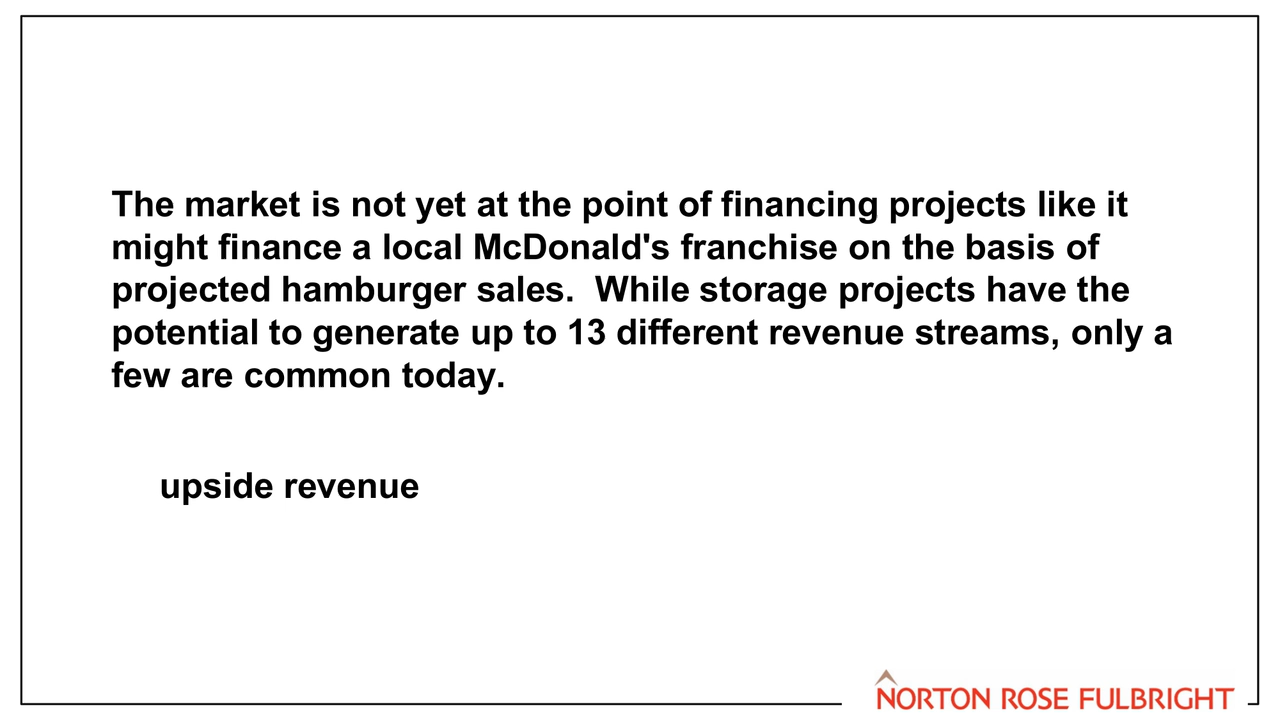 The market is not yet at the point of financing projects like it
might finance a local McDonald's franchise on the basis of
projected hamburger sales.  While storage projects have the
potential to generate up to 13 different revenue streams, only a
few are common today.
upside revenue
NORTON ROSE FULBRIGHT